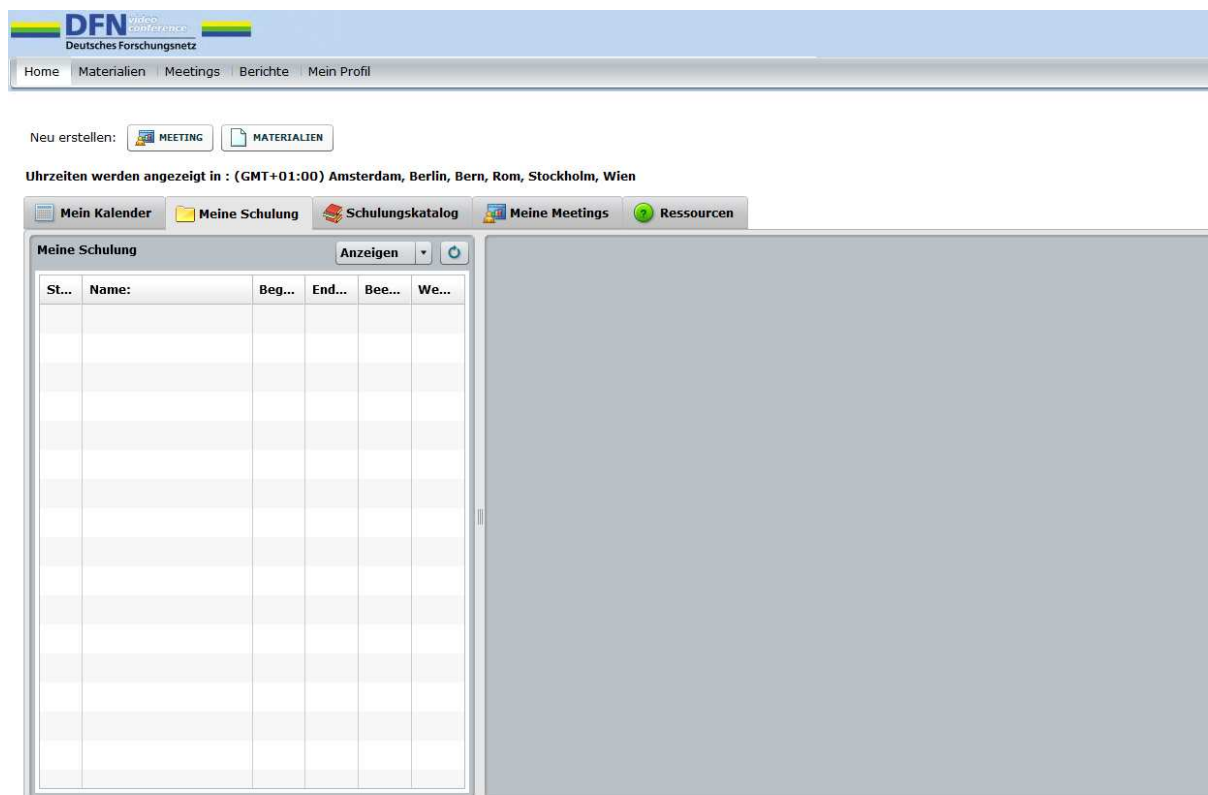 DFN video
conference
Deutsches Forschungsnetz
Home Materialien Meetings Berichte Mein Profil
Neu erstellen: MEETING MATERIALIEN
Uhrzeiten werden angezeigt in : (GMT+01:00) Amsterdam, Berlin, Bern, Rom, Stockholm, Wien
Mein Kalender Meine Schulung Schulungskatalog Meine Meetings ? Ressourcen
Meine Schulung Anzeigen
St... Name: Beg... End... Bee... We...